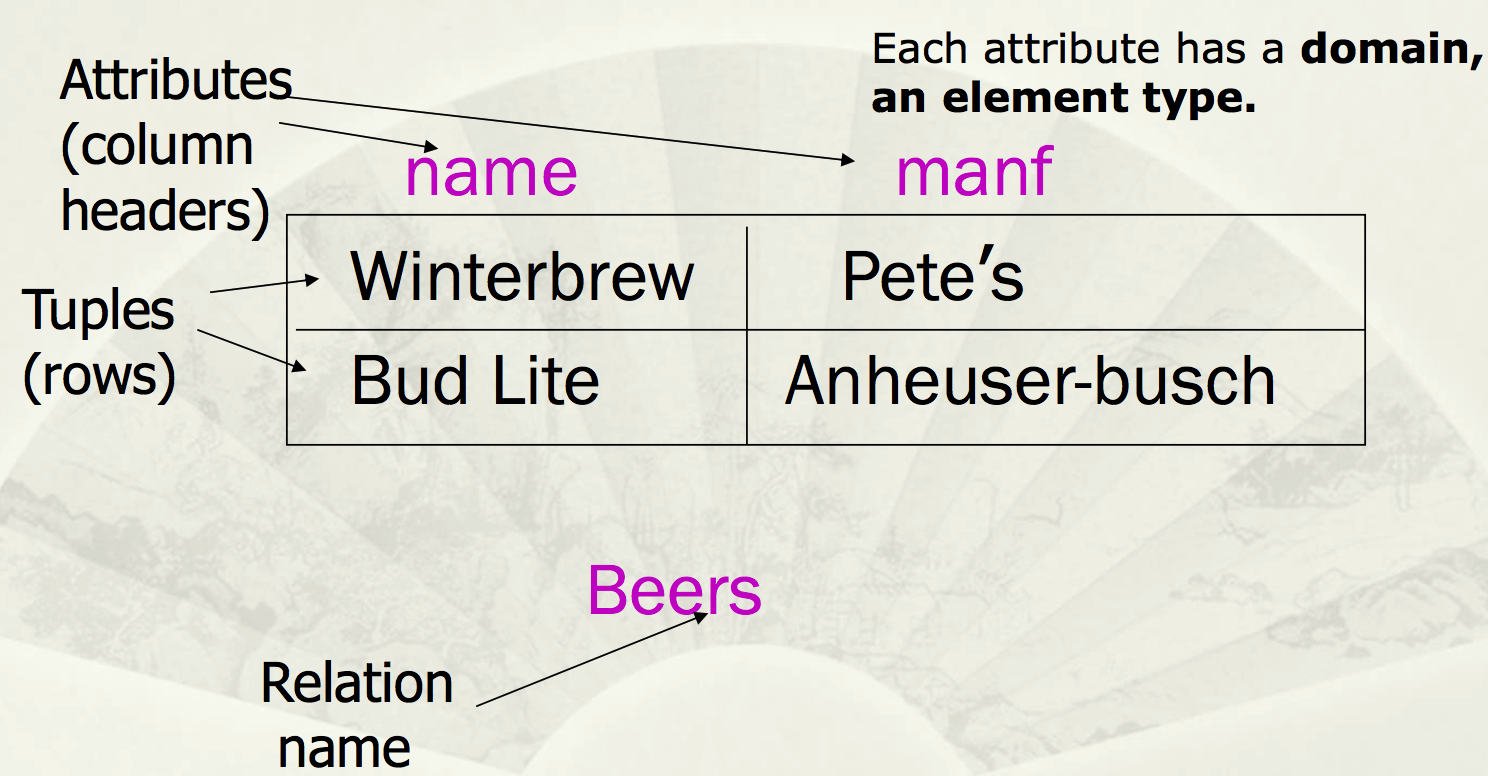 Each attribute has a domain,
an element type.
Attributes
(column
headers)
name manf
Tuples
(rows)
Winterbrew Pete’s
Bud Lite Anheuser-busch
Beers
Relation
name